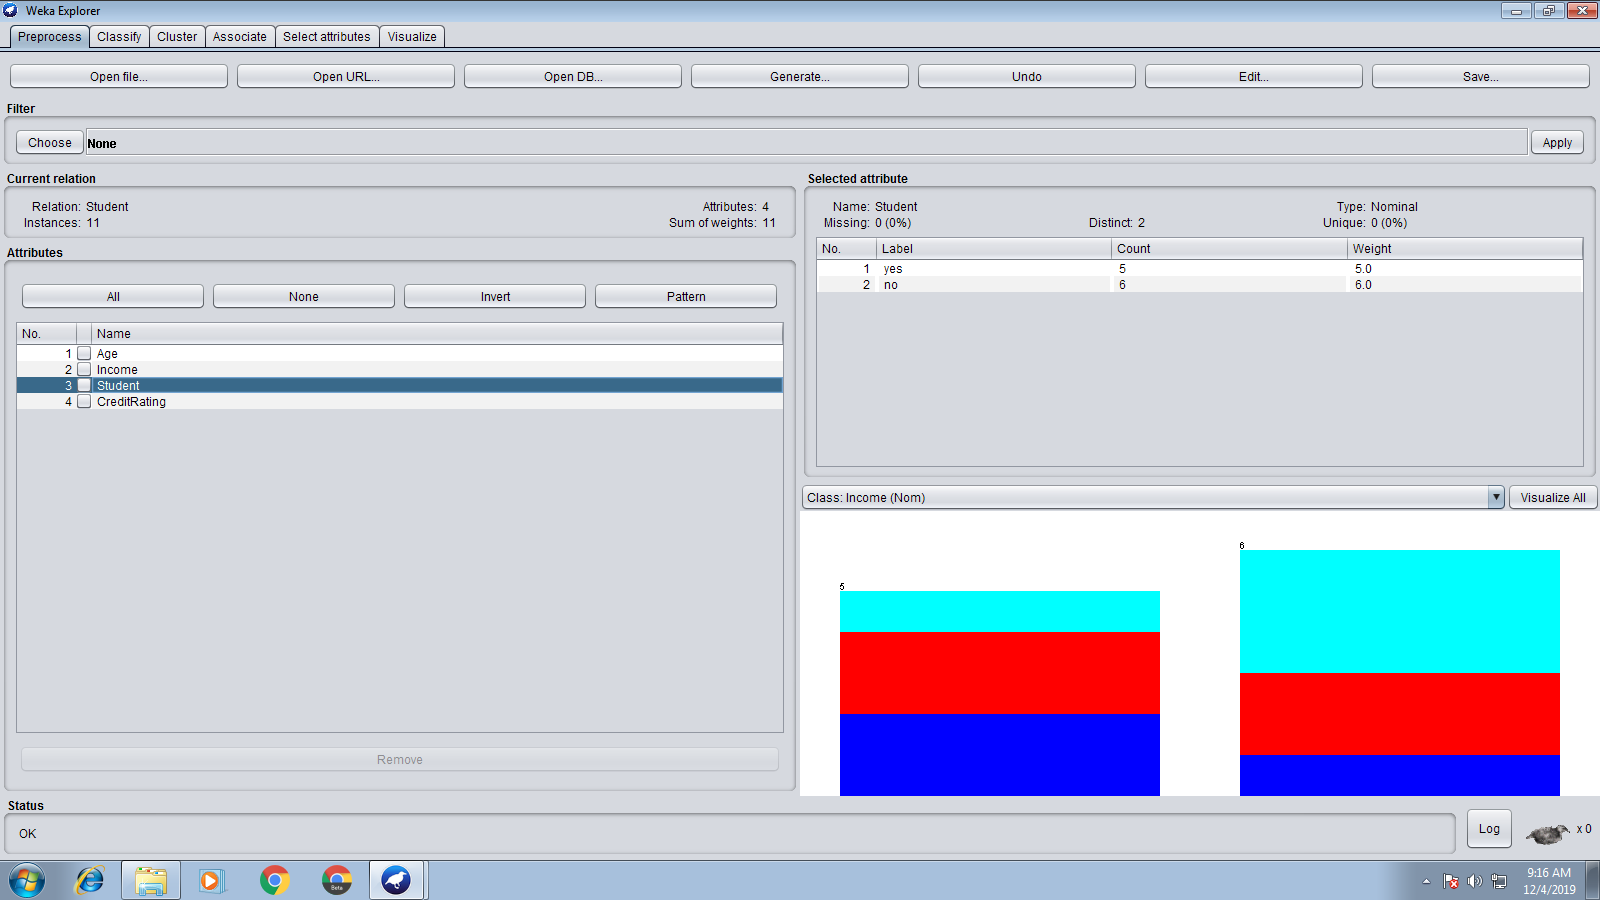 Weka Explorer
Preprocess Classify Cluster Associate Select attributes Visualize
Open file... Open URL... Open DB... Generate... Undo Edit... Save...
Filter
Choose None Apply
Current relation
Relation: Student Attributes: 4
Instances: 11 Sum of weights: 11
Attributes
All None Invert Pattern
No. Name
1 Age
2 Income
3 Student
4 CreditRating
Remove
Selected attribute
Name: Student Type: Nominal
Missing: 0 (0%) Distinct: 2 Unique: 0 (0%)
No. Label Count Weight
1 yes 5 5.0
2 no 6 6.0
Class: Income (Nom) Visualize All
5
6
Status
OK
Log x 0
Beta
9:16 AM
12/4/2019